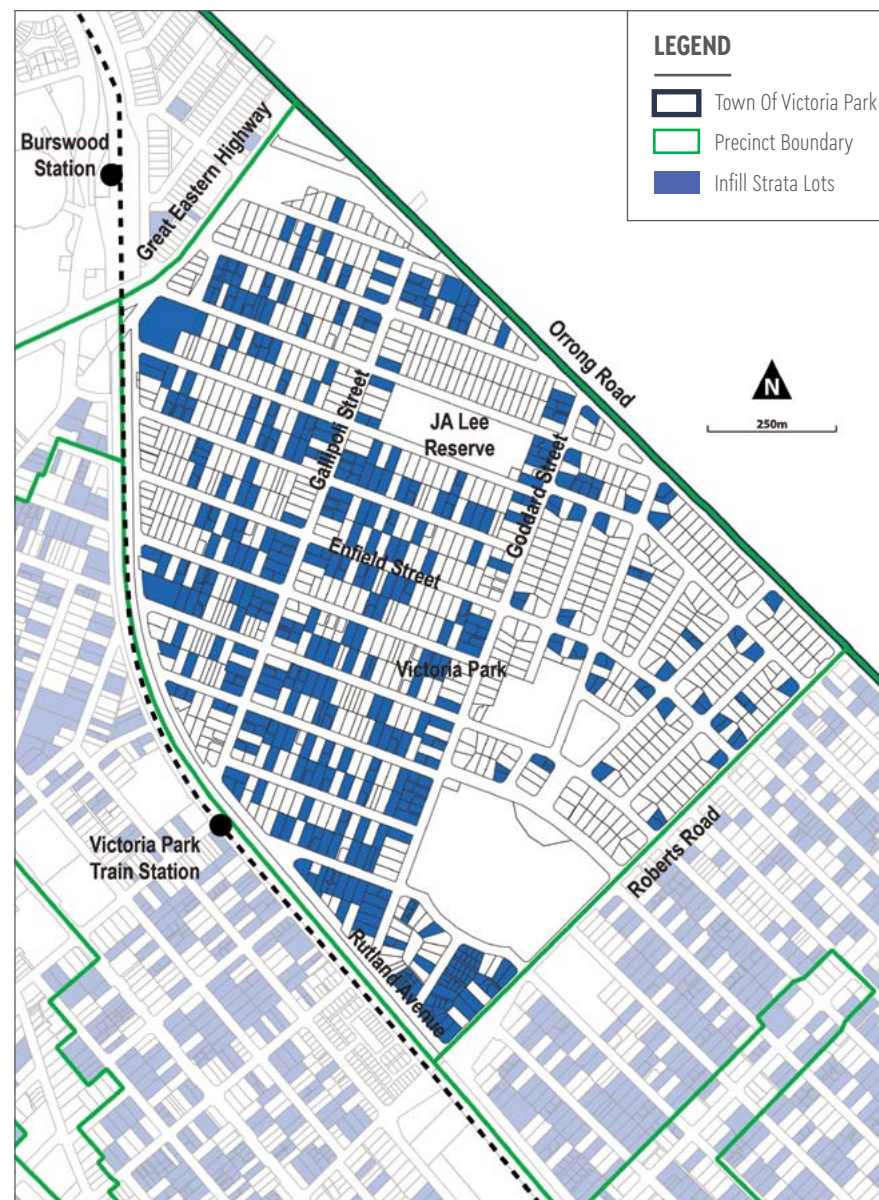 LEGEND
Town Of Victoria Park
Precinct Boundary
Infill Strata Lots
Burswood
Station
Great Eastern Highway
Orrong Road
N
250m
Gallipoli Street
JA Lee
Reserve
Goddard Street
Enfield Street
Victoria Park
Victoria Park
Train Station
Roberts Road
Rutland Avenue